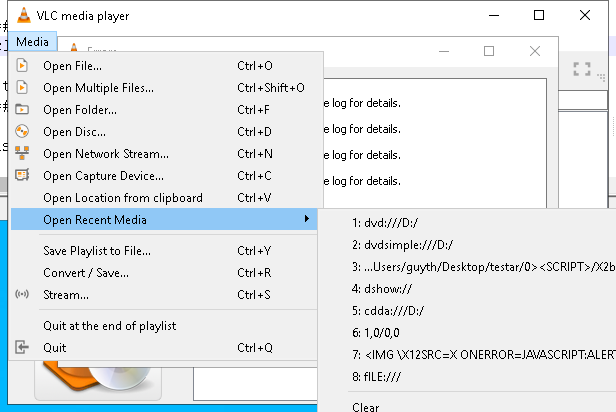 VLC media player
Media
Open File... Ctrl+O
Open Multiple Files... Ctrl+Shift+O
Open Folder... Ctrl+F
Open Disc... Ctrl+D
Open Network Stream... Ctrl+N
Open Capture Device... Ctrl+C
Open Location from clipboard Ctrl+V
Open Recent Media
Save Playlist to File... Ctrl+Y
Convert / Save... Ctrl+R
Stream... Ctrl+S
Quit at the end of playlist
Quit Ctrl+Q
log for details.
log for details.
log for details.
log for details.
1: dvd:///D:/
2: dvdsimple:///D:/
3: ...Users/guyth/Desktop/testar/0><SCRIPT>/X2b
4: dshow://
5: cdda:///D:/
6: 1,0/0,0
7: <IMG \X12SRC=X ONERROR=JAVASCRIPT:ALERT
8: fILE:///
Clear